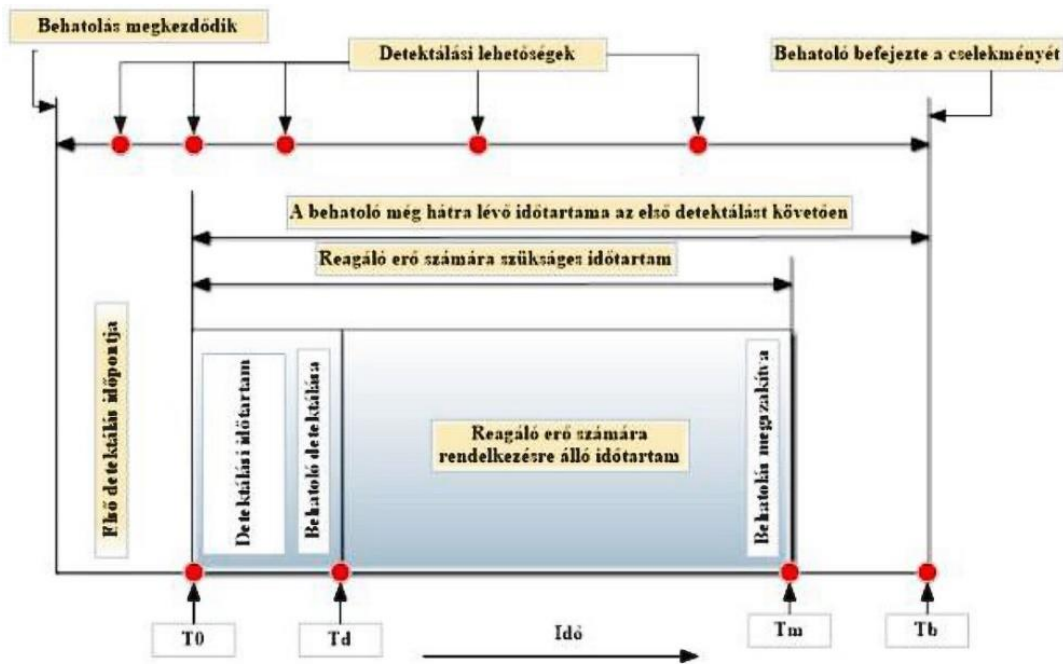 Behatolás megkezdődik
Detektálási lehetőségek
Behatoló befejezte a cselekményét
A behatoló még hátra lévő időtartama az első detektálást követően
Reagáló erő számára szükséges időtartam
Első detektálás időpontja
Detektálási időtartam
Behatoló detektálára
Reagáló erő számára
rendelkezésre álló időtartam
Behatolás megszakítva
T0
Td
Idő
Tm
Tb